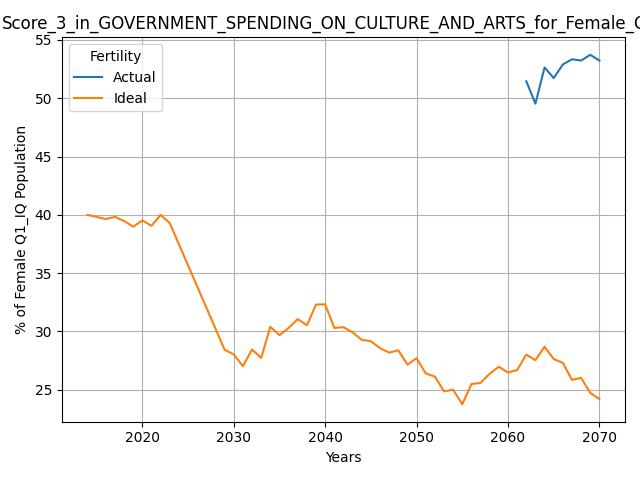 Score_3_in_GOVERNMENT_SPENDING_ON_CULTURE_AND_ARTS_for_Female_
Fertility
Actual
Ideal
55
50
45
40
35
30
25
% of Female Q1_IQ Population
2020 2030 2040 2050 2060 2070
Years